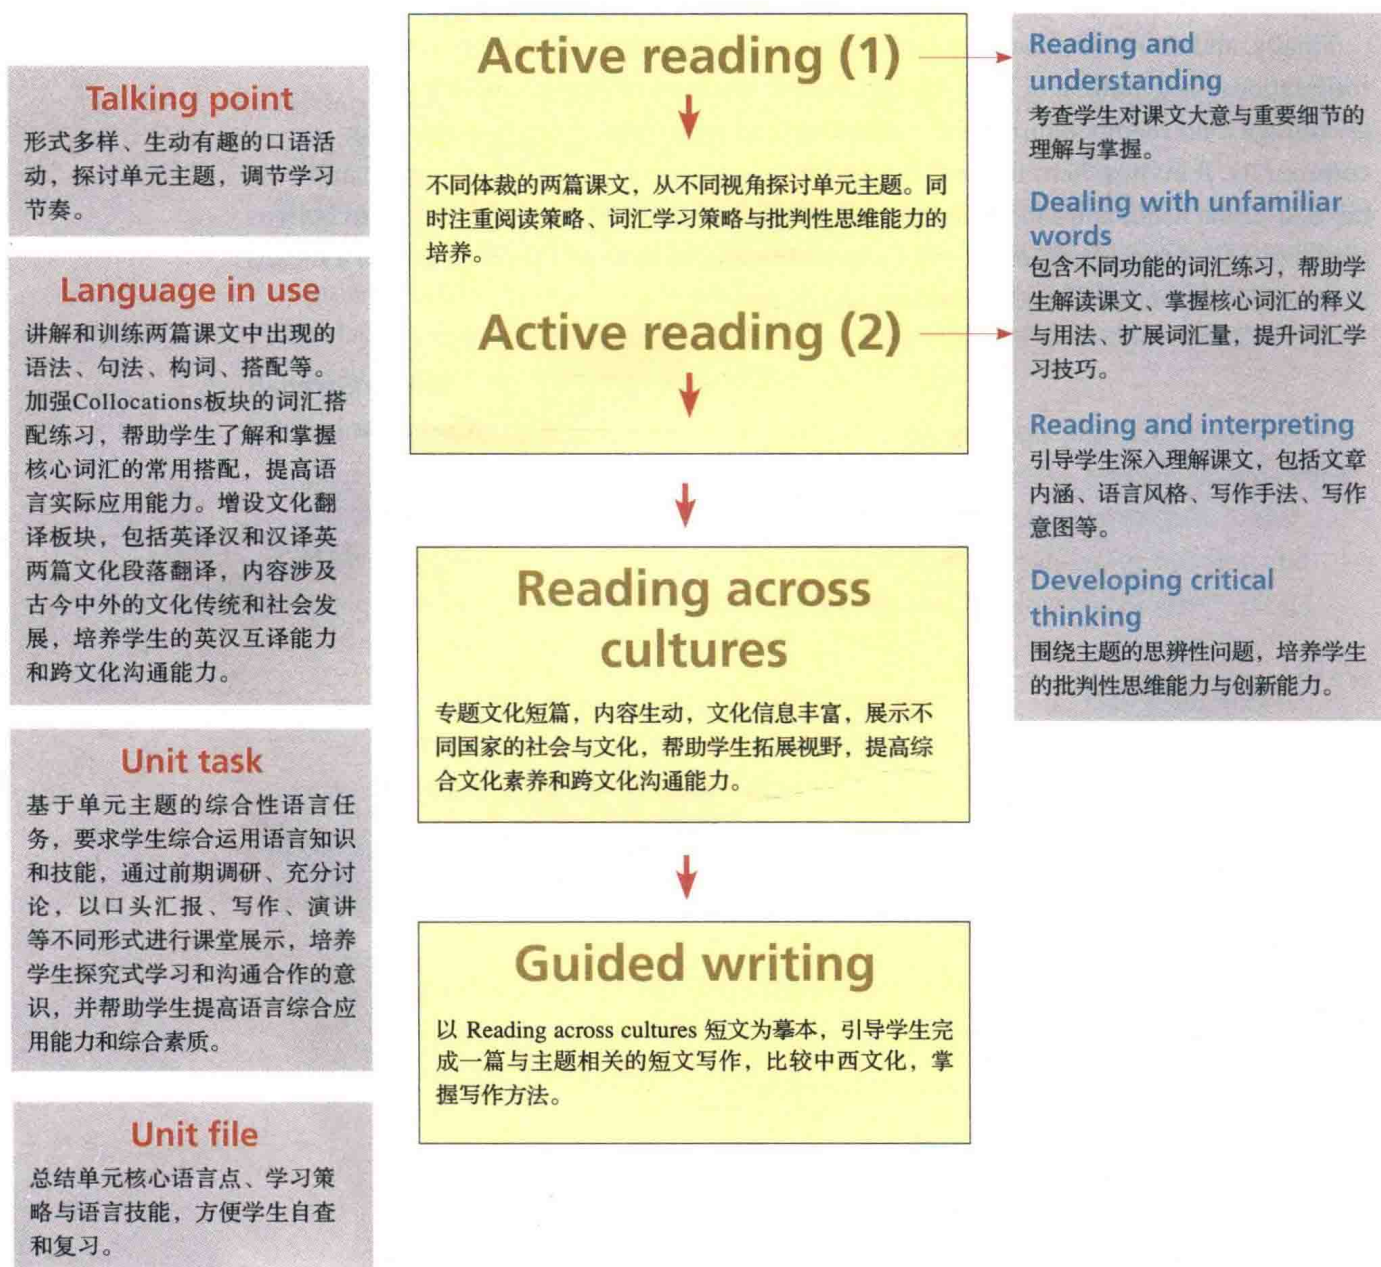 Talking point
形式多样、生动有趣的口语活
动，探讨单元主题，调节学习
节奏。
Language in use
讲解和训练两篇课文中出现的
语法、句法、构词、搭配等。
加强Collocations板块的词汇搭
配练习，帮助学生了解和掌握
核心词汇的常用搭配，提高语
言实际应用能力。增设文化翻
译板块，包括英译汉和汉译英
两篇文化段落翻译，内容涉及
古今中外的文化传统和社会发
展，培养学生的英汉互译能力
和跨文化沟通能力。
Unit task
基于单元主题的综合性语言任
务，要求学生综合运用语言知识
和技能，通过前期调研、充分讨
论，以口头汇报、写作、演讲
等不同形式进行课堂展示，培养
学生探究式学习和沟通合作的意
识，并帮助学生提高语言综合应
用能力和综合素质。
Unit file
总结单元核心语言点、学习策
略与语言技能，方便学生自查
和复习。
Active reading (1)
不同体裁的两篇课文，从不同视角探讨单元主题。同
时注重阅读策略、词汇学习策略与批判性思维能力的
培养。
Active reading (2)
Reading across
cultures
专题文化短篇，内容生动，文化信息丰富，展示不
同国家的社会与文化，帮助学生拓展视野，提高综
合文化素养和跨文化沟通能力。
Guided writing
以 Reading across cultures 短文为摹本，引导学生完
成一篇与主题相关的短文写作，比较中西文化，掌
握写作方法。
Reading and
understanding
考查学生对课文大意与重要细节的
理解与掌握。
Dealing with unfamiliar
words
包含不同功能的词汇练习，帮助学
生解读课文、掌握核心词汇的释义
与用法、扩展词汇量，提升词汇学
习技巧。
Reading and interpreting
引导学生深入理解课文，包括文章
内涵、语言风格、写作手法、写作
意图等。
Developing critical
thinking
围绕主题的思辨性问题，培养学生
的批判性思维能力与创新能力。